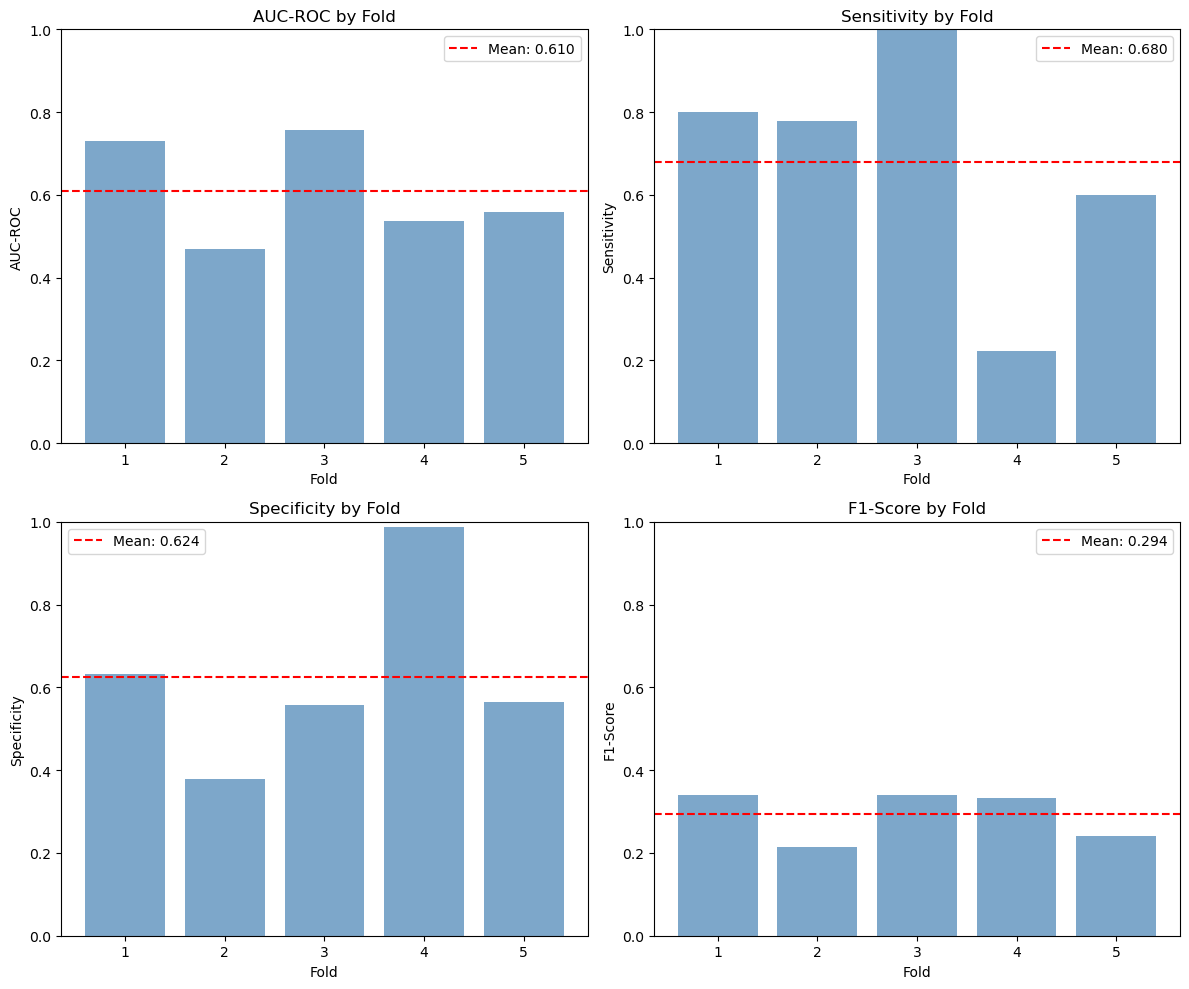 AUC-ROC by Fold
Mean: 0.610
AUC-ROC
1.0
0.8
0.6
0.4
0.2
0.0
1 2 3 4 5
Fold
Sensitivity by Fold
Mean: 0.680
Sensitivity
1.0
0.8
0.6
0.4
0.2
0.0
1 2 3 4 5
Fold
Specificity by Fold
Mean: 0.624
Specificity
1.0
0.8
0.6
0.4
0.2
0.0
1 2 3 4 5
Fold
F1-Score by Fold
Mean: 0.294
F1-Score
1.0
0.8
0.6
0.4
0.2
0.0
1 2 3 4 5
Fold